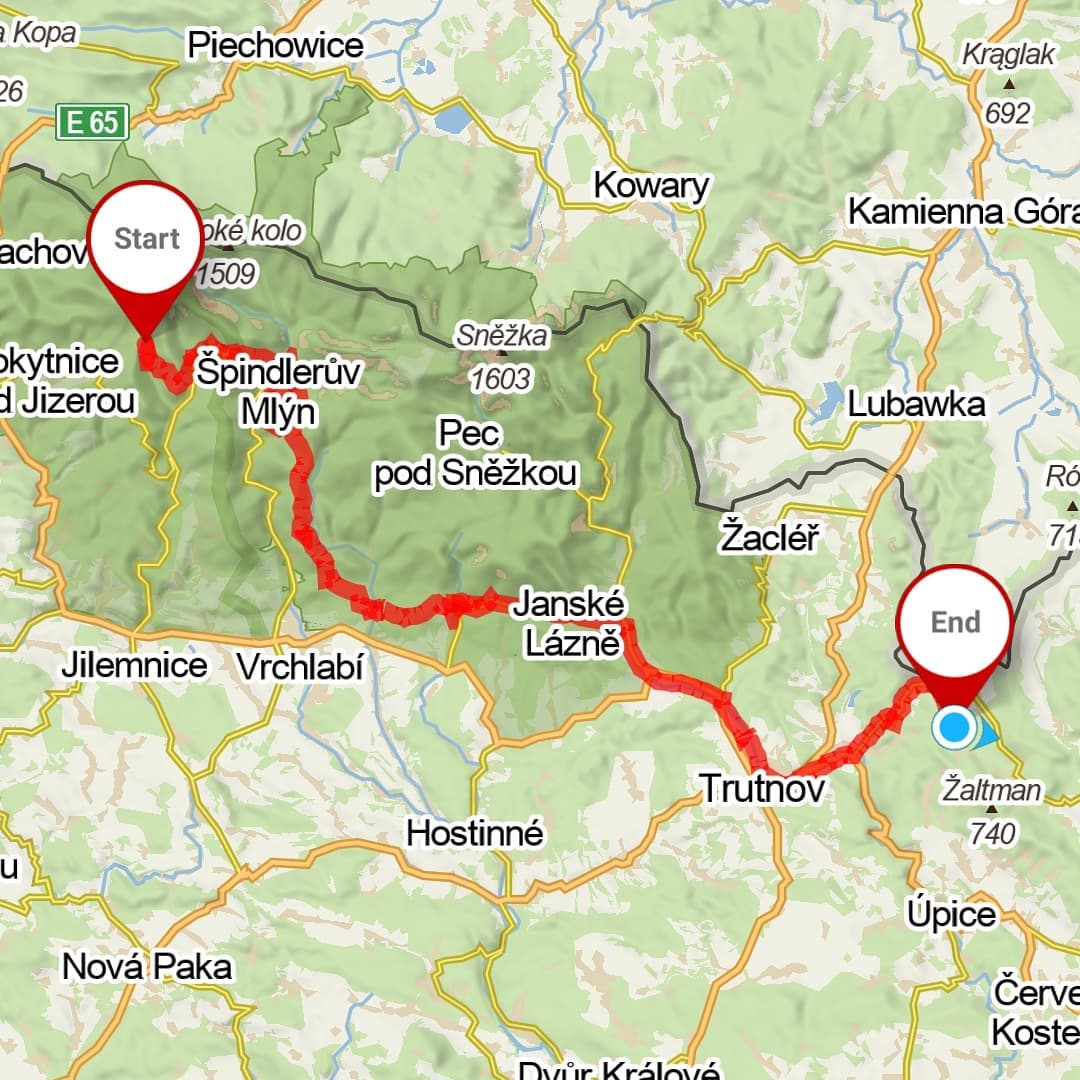 a Kopa
Piechowice
Krąglak
692
26
E 65
Kowary
Kamienna Góra
Start
oké kolo
achov
1509
Sněžka
1603
okytnice
d Jizerou
Špindlerův
Mlýn
Lubawka
Pec
pod Sněžkou
Ró
Žacléř
71
Janské
Lázně
End
Jilemnice
Vrchlabí
Trutnov
Žaltman
740
Hostinné
u
Úpice
Nová Paka
Červe
Koste
Dvůr Králové